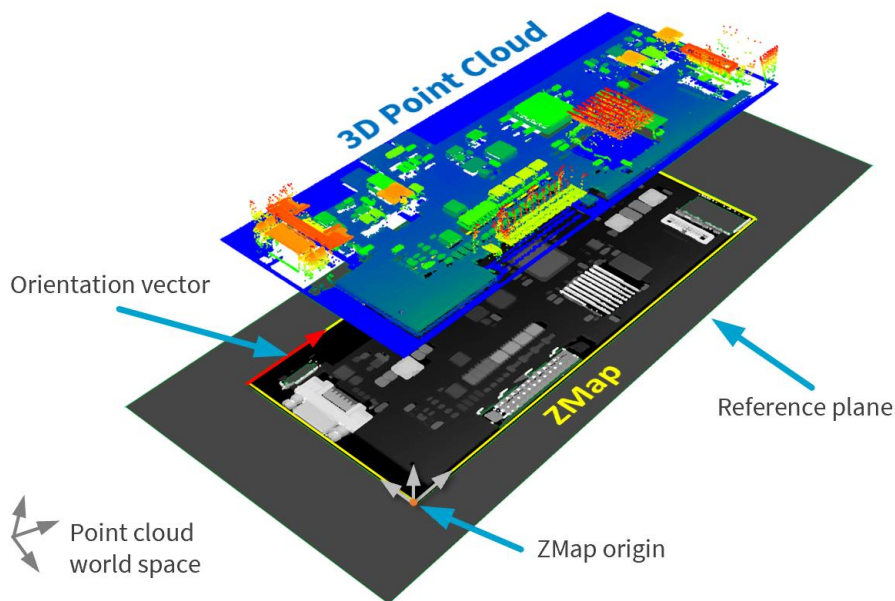 3D Point Cloud
Orientation vector
ZMap
Reference plane
Point cloud
world space
ZMap origin